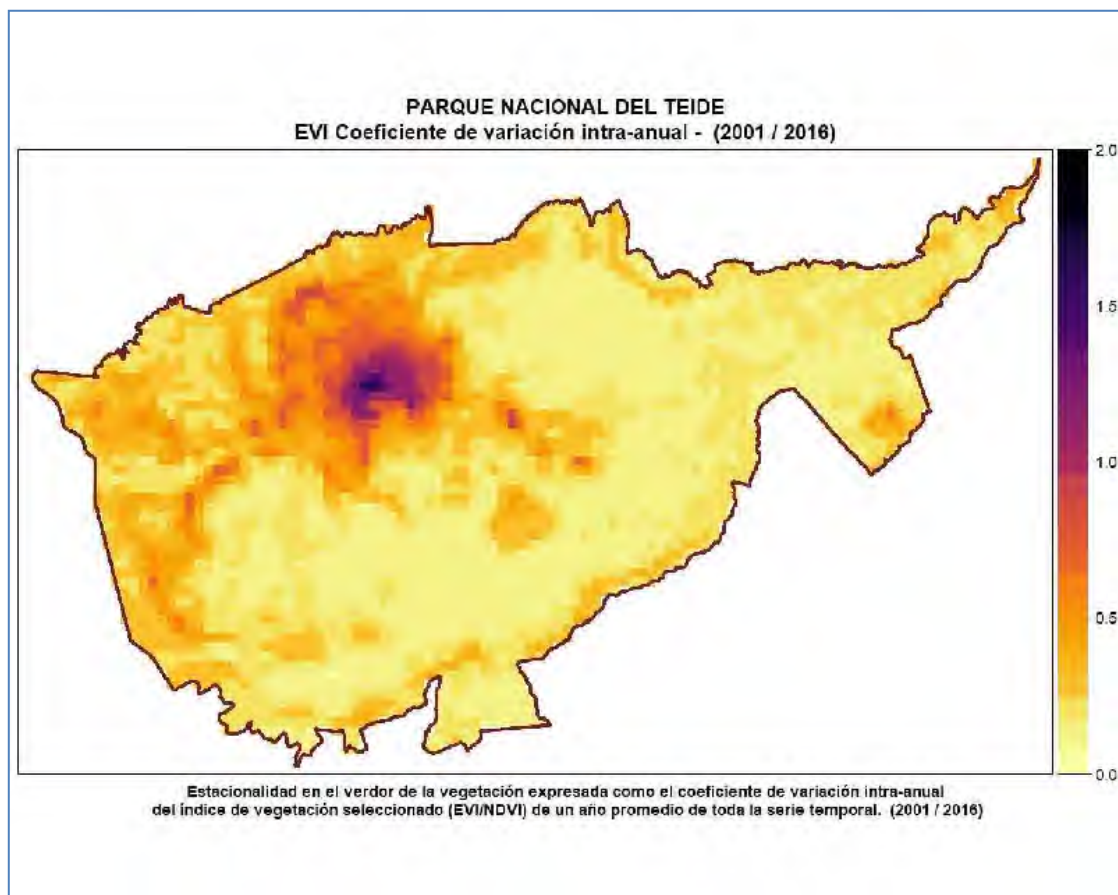 PARQUE NACIONAL DEL TEIDE
EVI Coeficiente de variación intra-anual - (2001 / 2016)
2.0
1.5
1.0
0.5
0.0
Estacionalidad en el verdor de la vegetación expresada como el coeficiente de variación intra-anual
del índice de vegetación seleccionado (EVI/NDVI) de un año promedio de toda la serie temporal. (2001 / 2016)